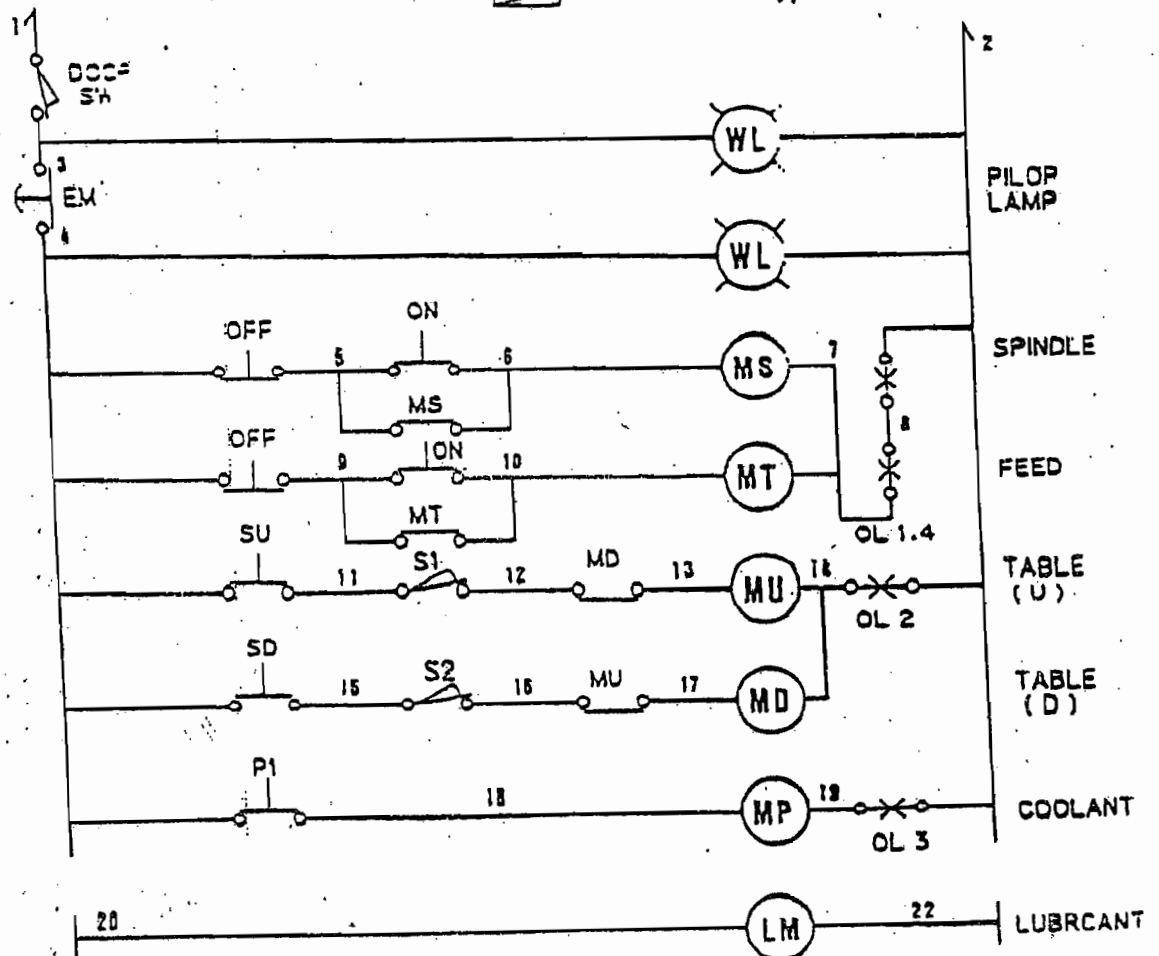 1 2
SW
WL
3
EM
PILOP
LAMP
4
WL
OFF ON
5 6 MS 7 SPINDLE
MS 8
OFF ON
9 10 MT FEED
MT OL 1.4
SU S1 MD TABLE
11 12 13 MU (U)
OL 2
SD S2 MU TABLE
15 16 17 MD (D)
P1
18 MP 19 COOLANT
OL 3
20 LM 22 LUBRCANT